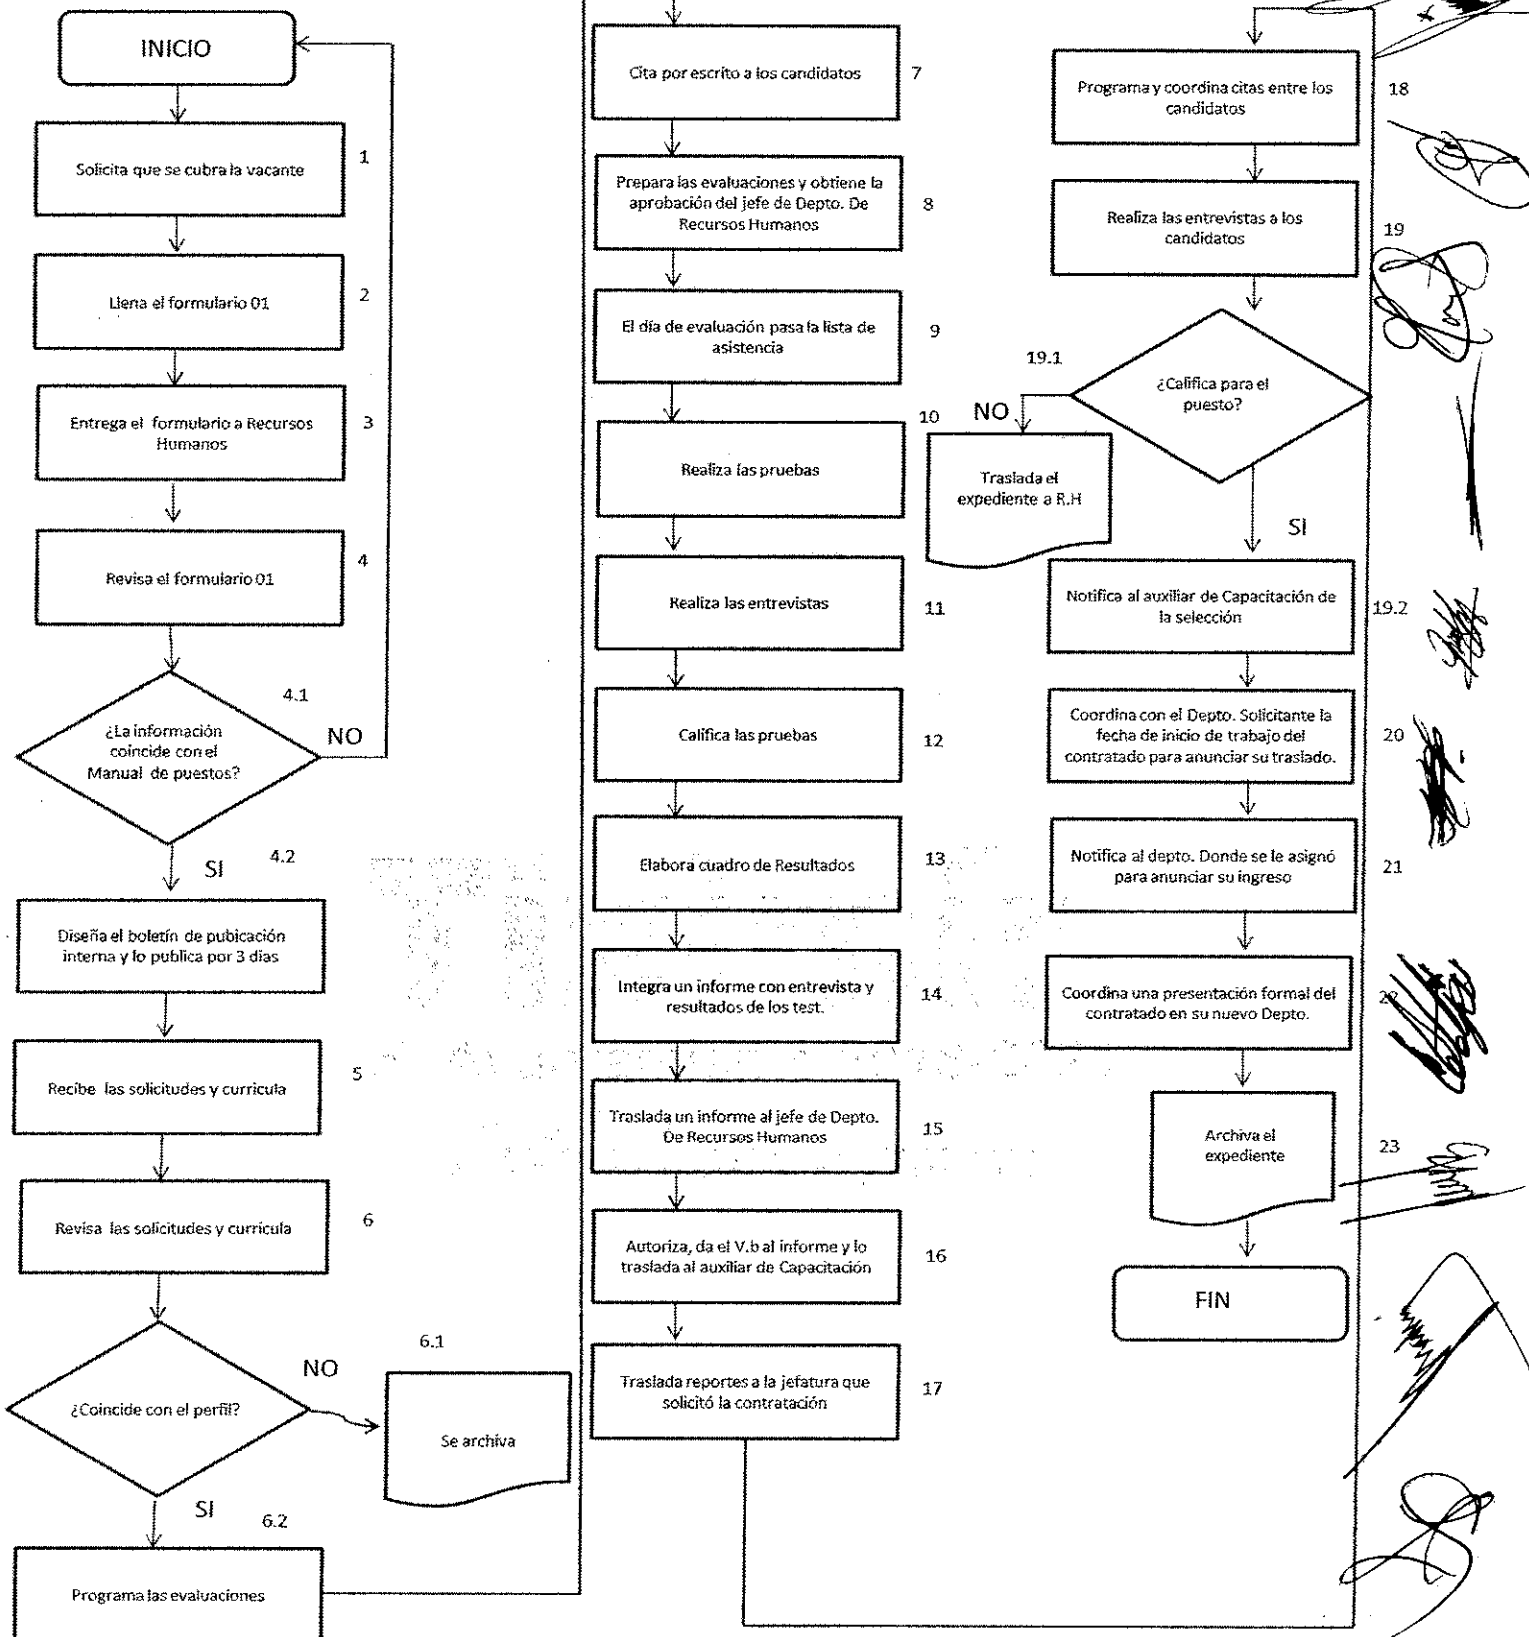 INICIO
Solicita que se cubra la vacante
1
Llena el formulario 01
2
Entrega el formulario a Recursos
Humanos
3
Revisa el formulario 01
4
¿La información
coincide con el
Manual de puestos?
4.1
NO
SI
4.2
Diseña el boletín de pubicación
interna y lo publica por 3 dias
Recibe las solicitudes y curricula
5
Revisa las solicitudes y curricula
6
¿Coincide con el perfil?
NO
6.1
Se archiva
SI
6.2
Programa las evaluaciones
Cita por escrito a los candidatos
7
Prepara las evaluaciones y obtiene la
aprobación del jefe de Depto. De
Recursos Humanos
8
El día de evaluación pasa la lista de
asistencia
9
Realiza las pruebas
10
Realiza las entrevistas
11
Califica las pruebas
12
Elabora cuadro de Resultados
13
Integra un informe con entrevista y
resultados de los test.
14
Traslada un informe al jefe de Depto.
De Recursos Humanos
15
Autoriza, da el V.b al informe y lo
traslada al auxiliar de Capacitación
16
Traslada reportes a la jefatura que
solicitó la contratación
17
Programa y coordina citas entre los
candidatos
18
Realiza las entrevistas a los
candidatos
19
¿Califica para el
puesto?
19.1
NO
Traslada el
expediente a R.H
SI
Notifica al auxiliar de Capacitación de
la selección
19.2
Coordina con el Depto. Solicitante la
fecha de inicio de trabajo del
contratado para anunciar su traslado.
20
Notifica al depto. Donde se le asignó
para anunciar su ingreso
21
Coordina una presentación formal del
contratado en su nuevo Depto.
22
Archiva el
expediente
23
FIN